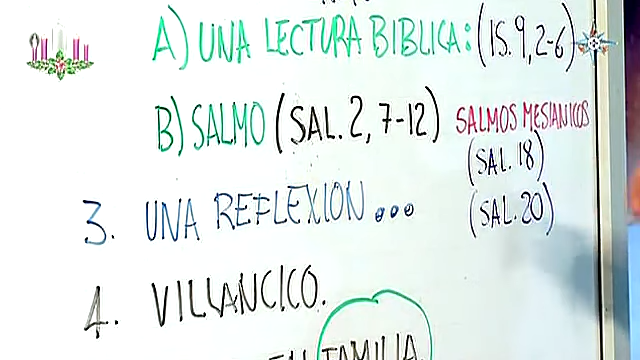 A) UNA LECTURA BIBLICA: (IS. 9, 2-6)
B) SALMO (SAL. 2, 7-12) SALMOS MESIANICOS
(SAL. 18)
(SAL. 20)
3. UNA REFLEXION...
4. VILLANCICO.
EN FAMILIA.